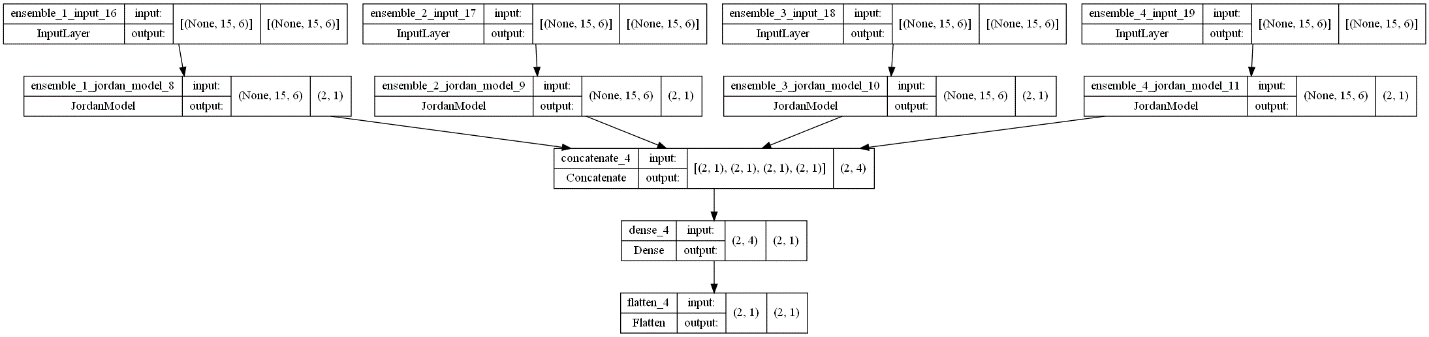 ensemble_1_input_16 input: [(None, 15, 6)] [(None, 15, 6)]
InputLayer output:
ensemble_2_input_17 input: [(None, 15, 6)] [(None, 15, 6)]
InputLayer output:
ensemble_3_input_18 input: [(None, 15, 6)] [(None, 15, 6)]
InputLayer output:
ensemble_4_input_19 input: [(None, 15, 6)] [(None, 15, 6)]
InputLayer output:
ensemble_1_jordan_model_8 input: (None, 15, 6) (2, 1)
JordanModel output:
ensemble_2_jordan_model_9 input: (None, 15, 6) (2, 1)
JordanModel output:
ensemble_3_jordan_model_10 input: (None, 15, 6) (2, 1)
JordanModel output:
ensemble_4_jordan_model_11 input: (None, 15, 6) (2, 1)
JordanModel output:
concatenate_4 input: [(2, 1), (2, 1), (2, 1), (2, 1)] (2, 4)
Concatenate output:
dense_4 input: (2, 4) (2, 1)
Dense output:
flatten_4 input: (2, 1) (2, 1)
Flatten output: